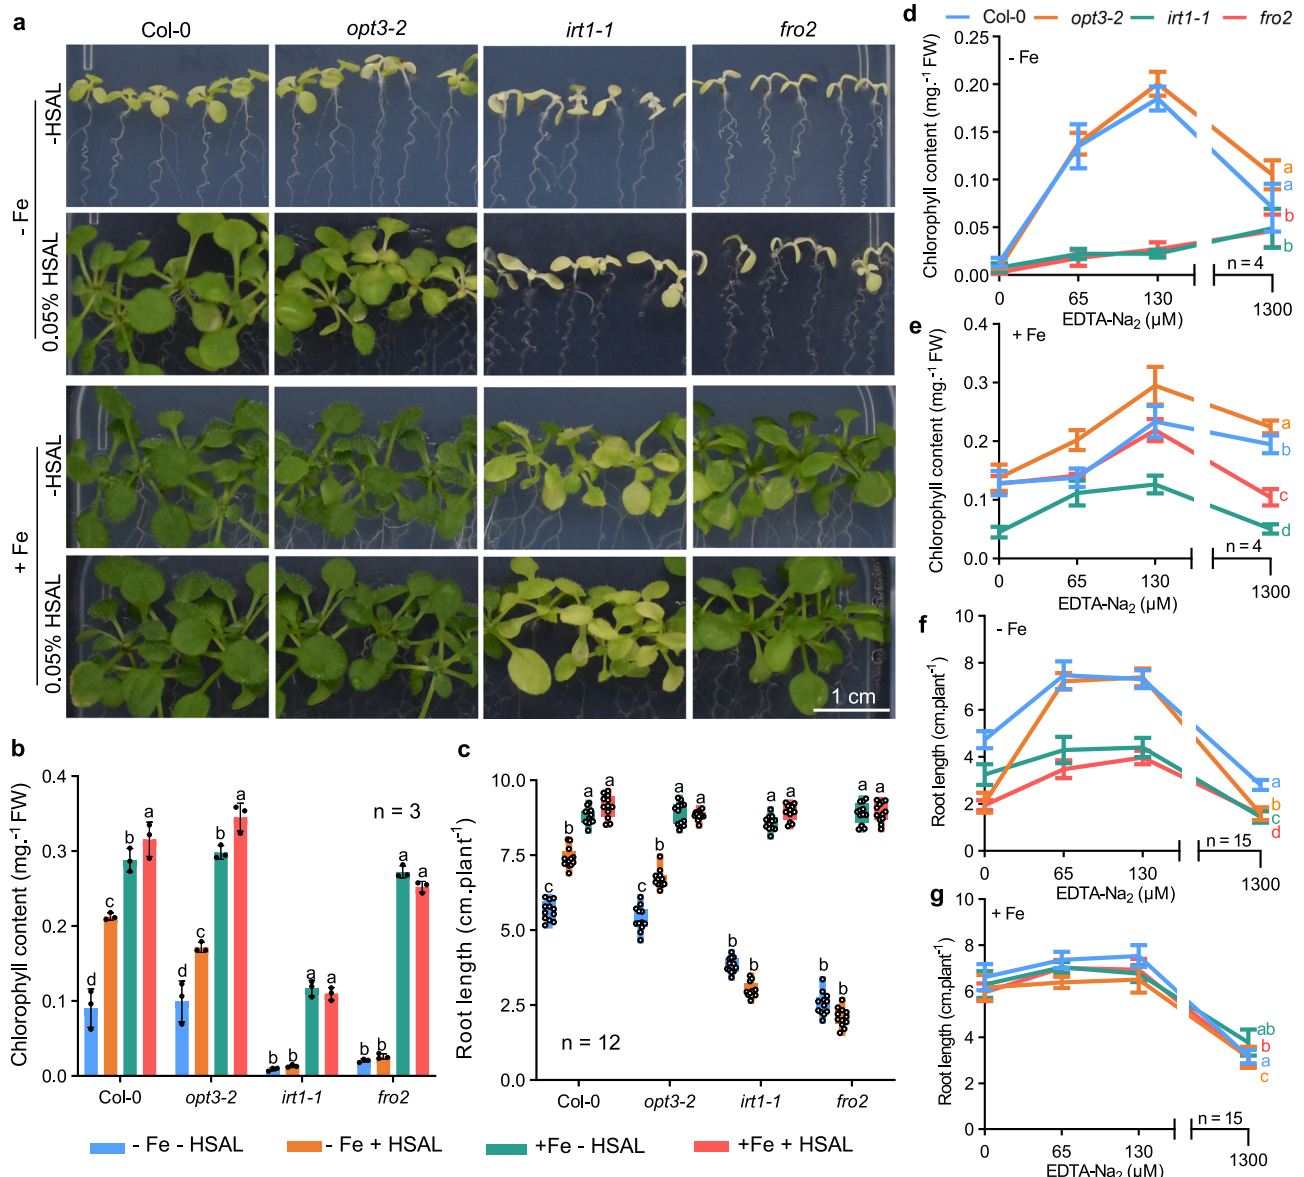 a
Col-0 opt3-2 irt1-1 fro2
- Fe
-HSAL
0.05% HSAL
+ Fe
-HSAL
0.05% HSAL
1 cm
b
Chlorophyll content (mg.-1 FW)
0.4
0.3
0.2
0.1
0.0
n = 3
d c b a
d c b a
b b a a
b b a a
Col-0 opt3-2 irt1-1 fro2
c
Root length (cm.plant-1)
10.0
7.5
5.0
2.5
0.0
n = 12
c b a a
c b a a
b b a a
b b a a
Col-0 opt3-2 irt1-1 fro2
- Fe - HSAL - Fe + HSAL +Fe - HSAL +Fe + HSAL
d
Col-0 opt3-2 irt1-1 fro2
- Fe
Chlorophyll content (mg.-1 FW)
0.25
0.20
0.15
0.10
0.05
0.00
a
a
b
b
n = 4
0 65 130 1300
EDTA-Na2 (µM)
e
+ Fe
Chlorophyll content (mg.-1 FW)
0.4
0.3
0.2
0.1
0.0
a
b
c
d
n = 4
0 65 130 1300
EDTA-Na2 (µM)
f
- Fe
Root length (cm.plant-1)
10
8
6
4
2
0
a
b
c
d
n = 15
0 65 130 1300
EDTA-Na2 (µM)
g
+ Fe
Root length (cm.plant-1)
10
8
6
4
2
0
ab
b
a
c
n = 15
0 65 130 1300
EDTA-Na2 (µM)